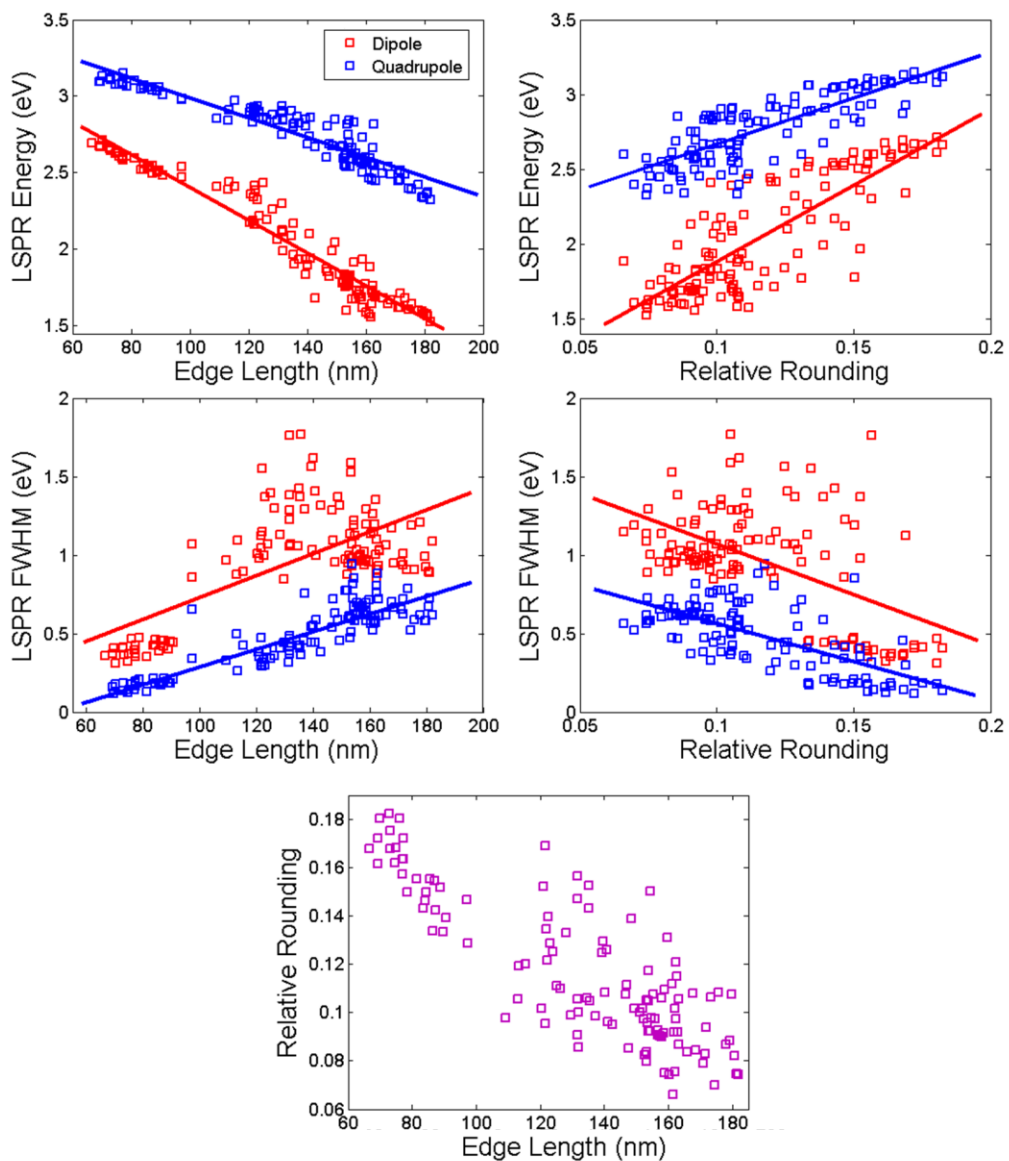 3.5
3
2.5
2
1.5
LSPR Energy (eV)
Dipole
Quadrupole
60 80 100 120 140 160 180 200
Edge Length (nm)
3.5
3
2.5
2
1.5
LSPR Energy (eV)
0.05 0.1 0.15 0.2
Relative Rounding
2
1.5
1
0.5
0
LSPR FWHM (eV)
60 80 100 120 140 160 180 200
Edge Length (nm)
2
1.5
1
0.5
0
LSPR FWHM (eV)
0.05 0.1 0.15 0.2
Relative Rounding
0.18
0.16
0.14
0.12
0.1
0.08
0.06
Relative Rounding
60 80 100 120 140 160 180
Edge Length (nm)